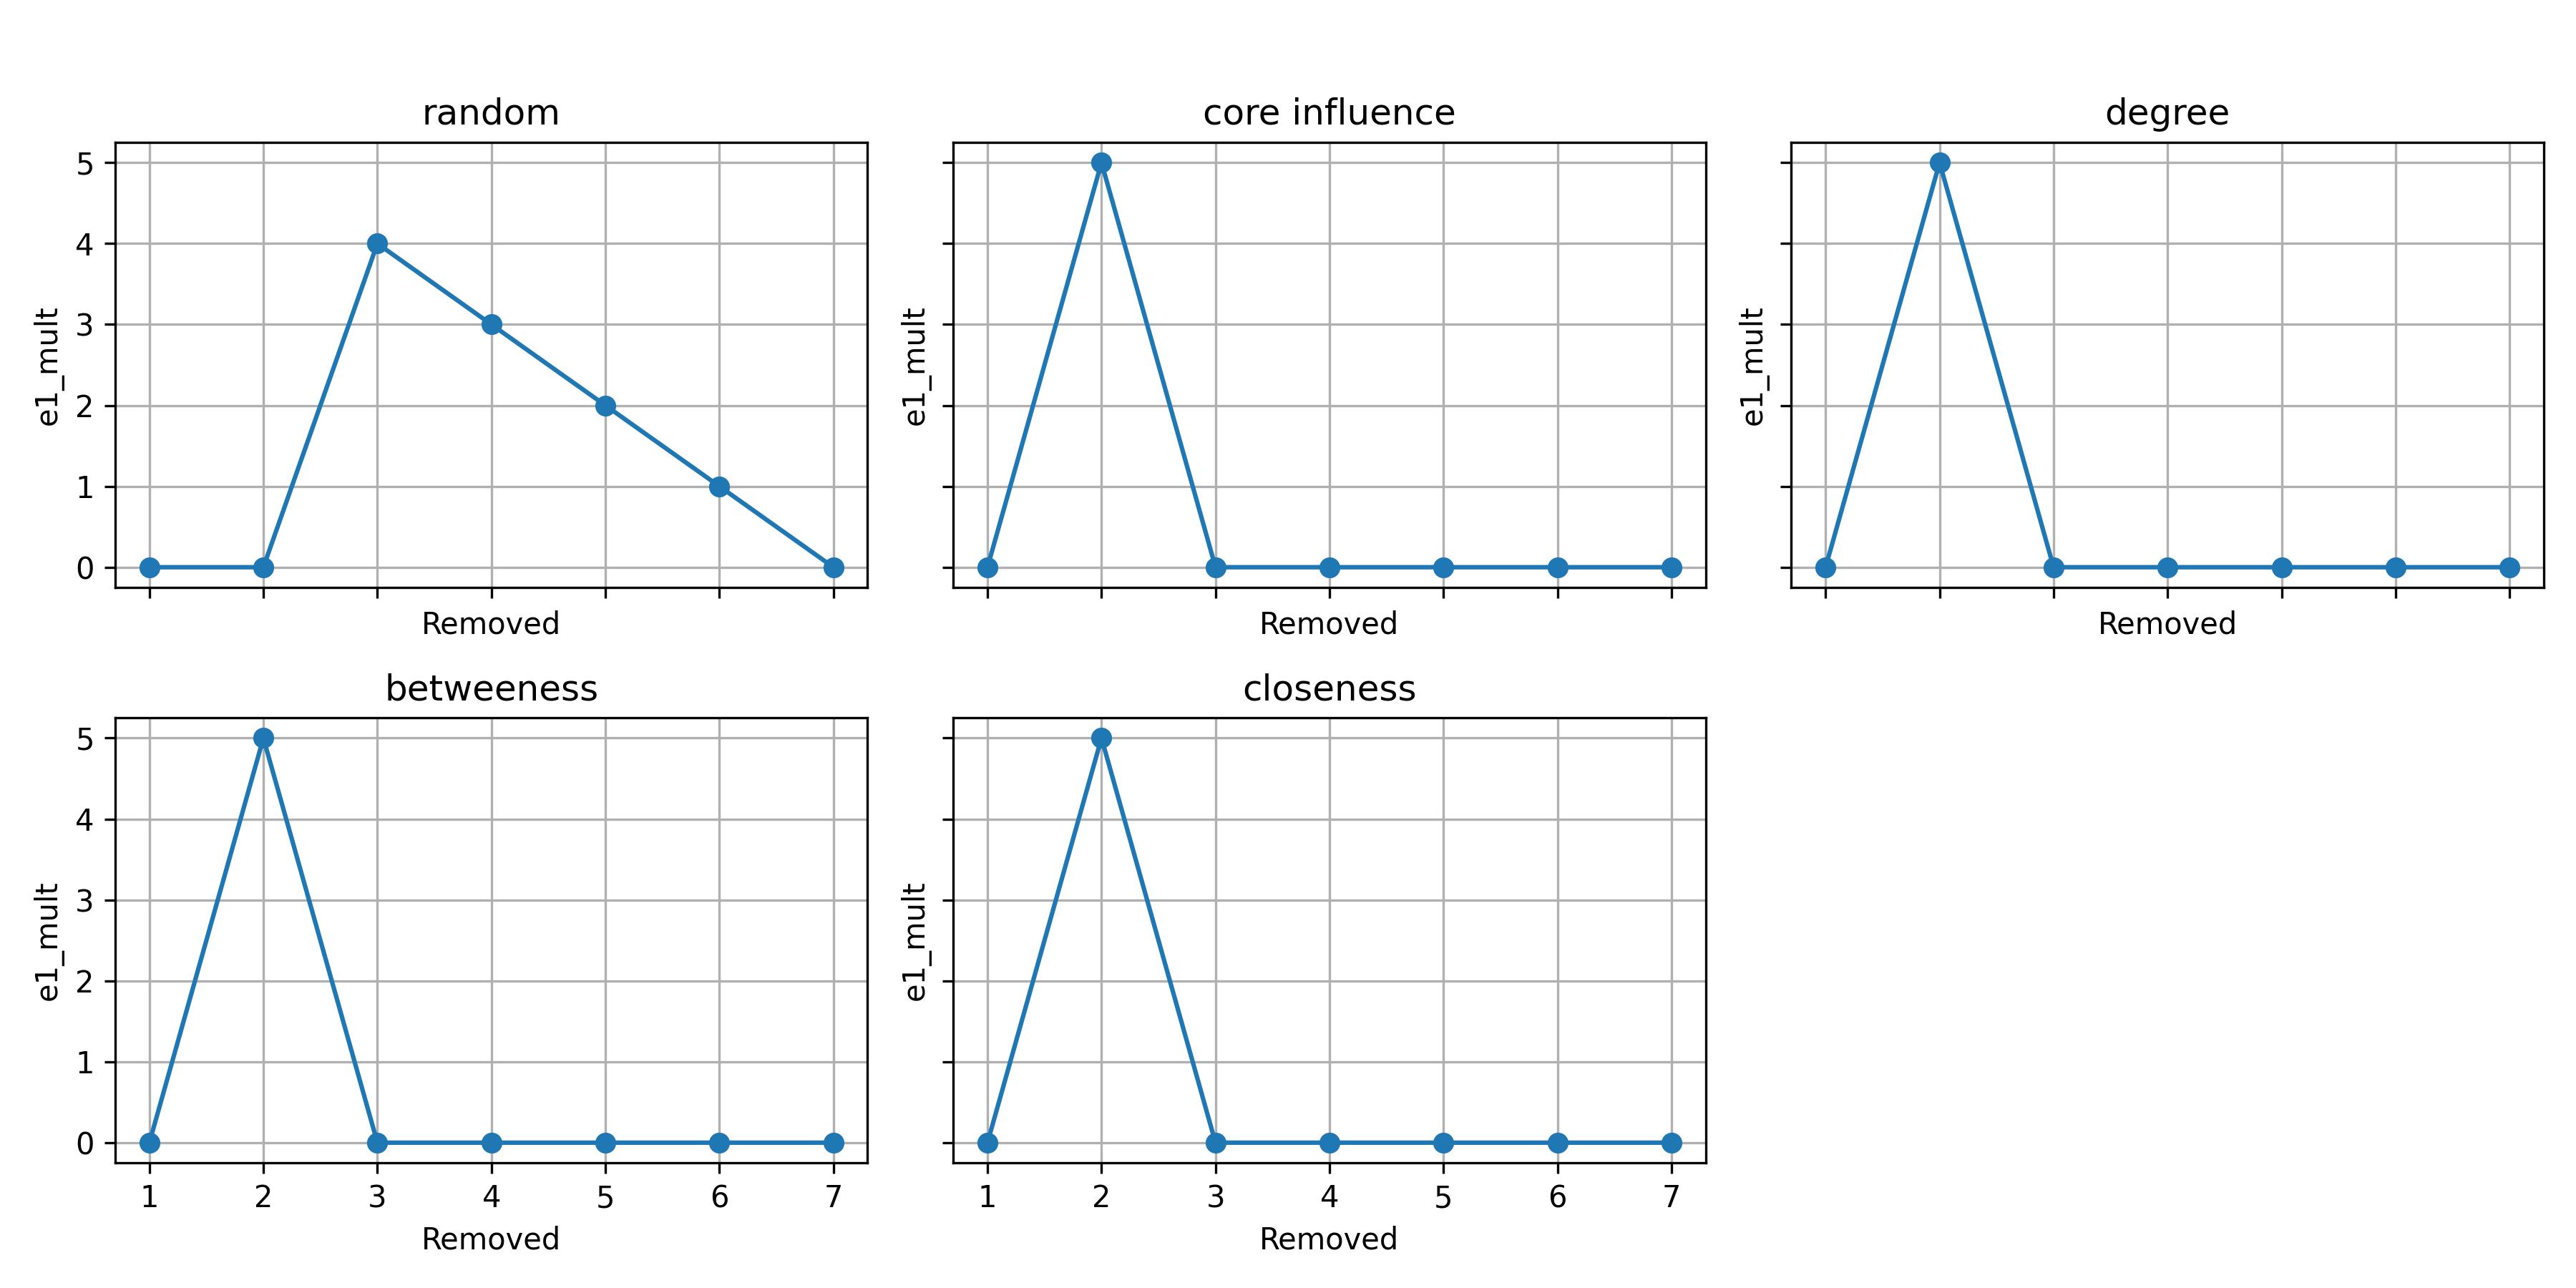 random
5
4
3
2
1
0
e1_mult
Removed
core influence
e1_mult
Removed
degree
e1_mult
Removed
betweeness
5
4
3
2
1
0
e1_mult
1 2 3 4 5 6 7
Removed
closeness
e1_mult
1 2 3 4 5 6 7
Removed